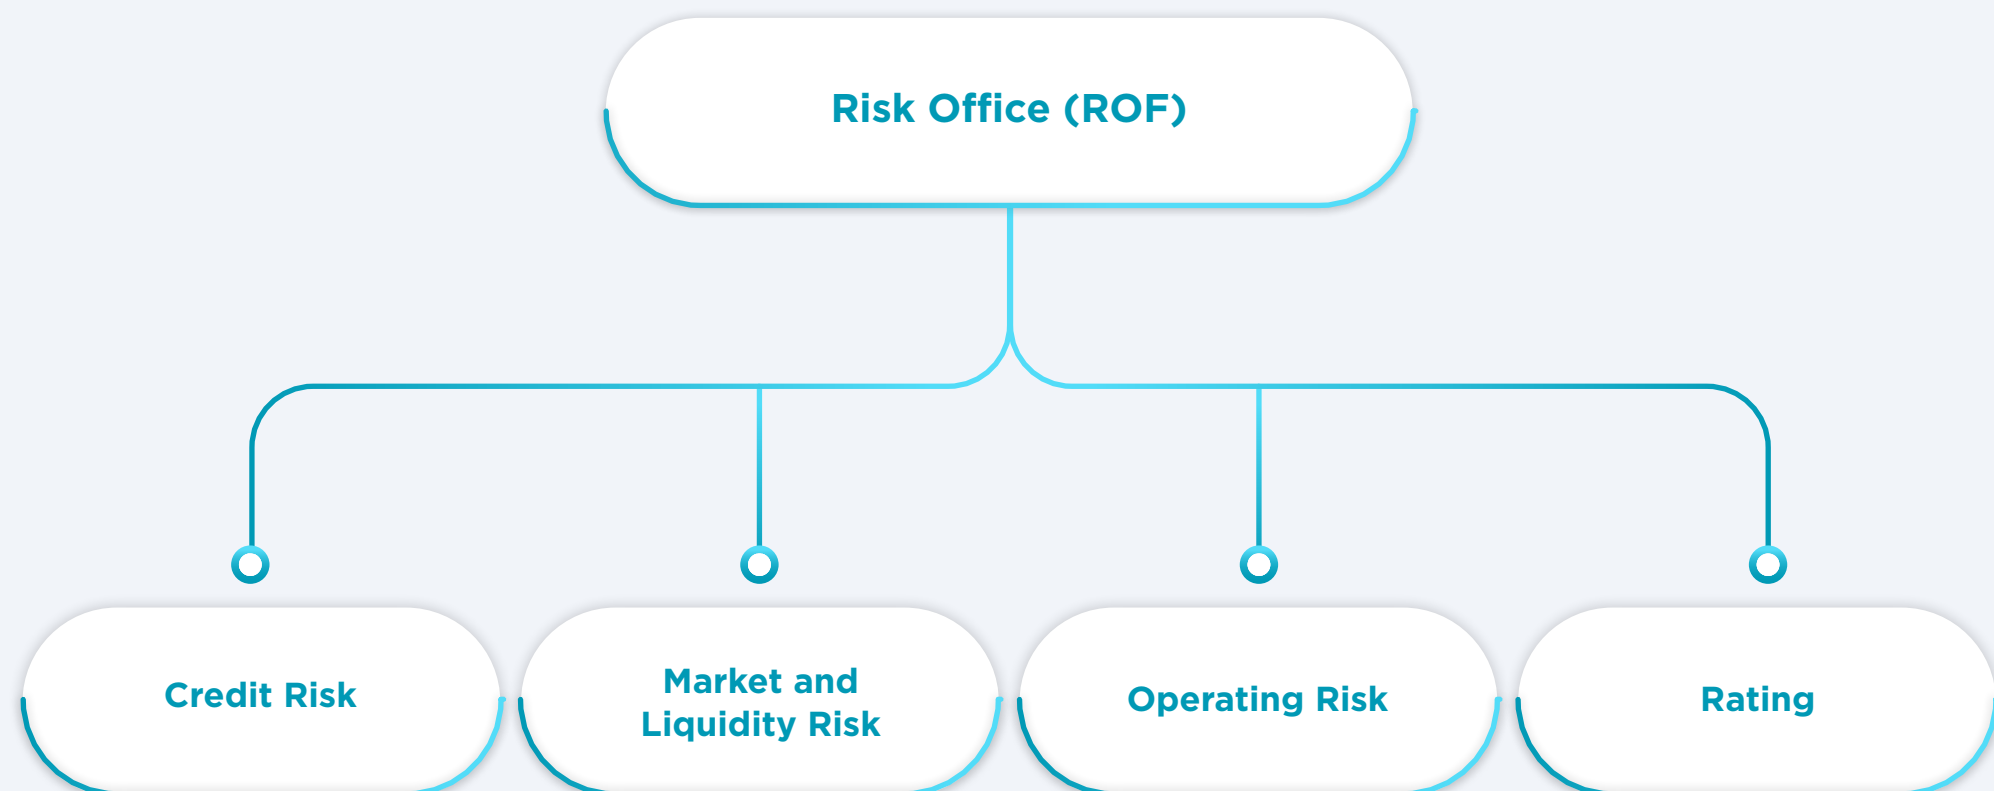 Risk Office (ROF)
Credit Risk
Market and
Liquidity Risk
Operating Risk
Rating